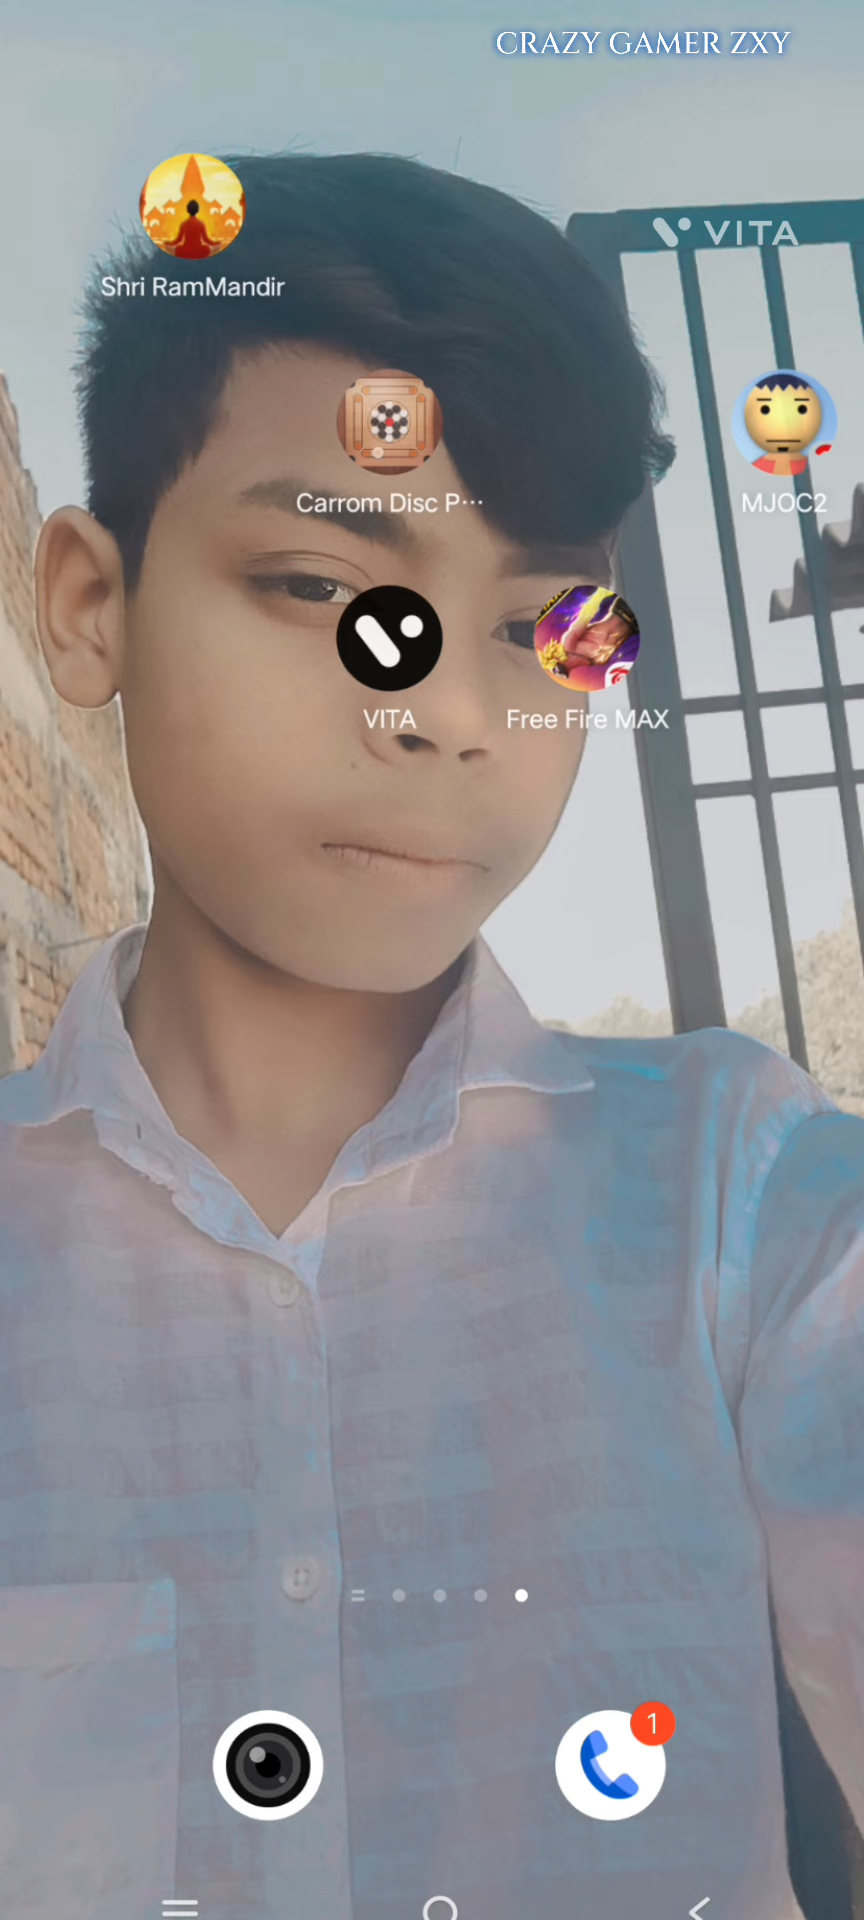 CRAZY GAMER ZXY
VITA
Shri RamMandir
Carrom Disc P···
MJOC2
VITA
Free Fire MAX
1